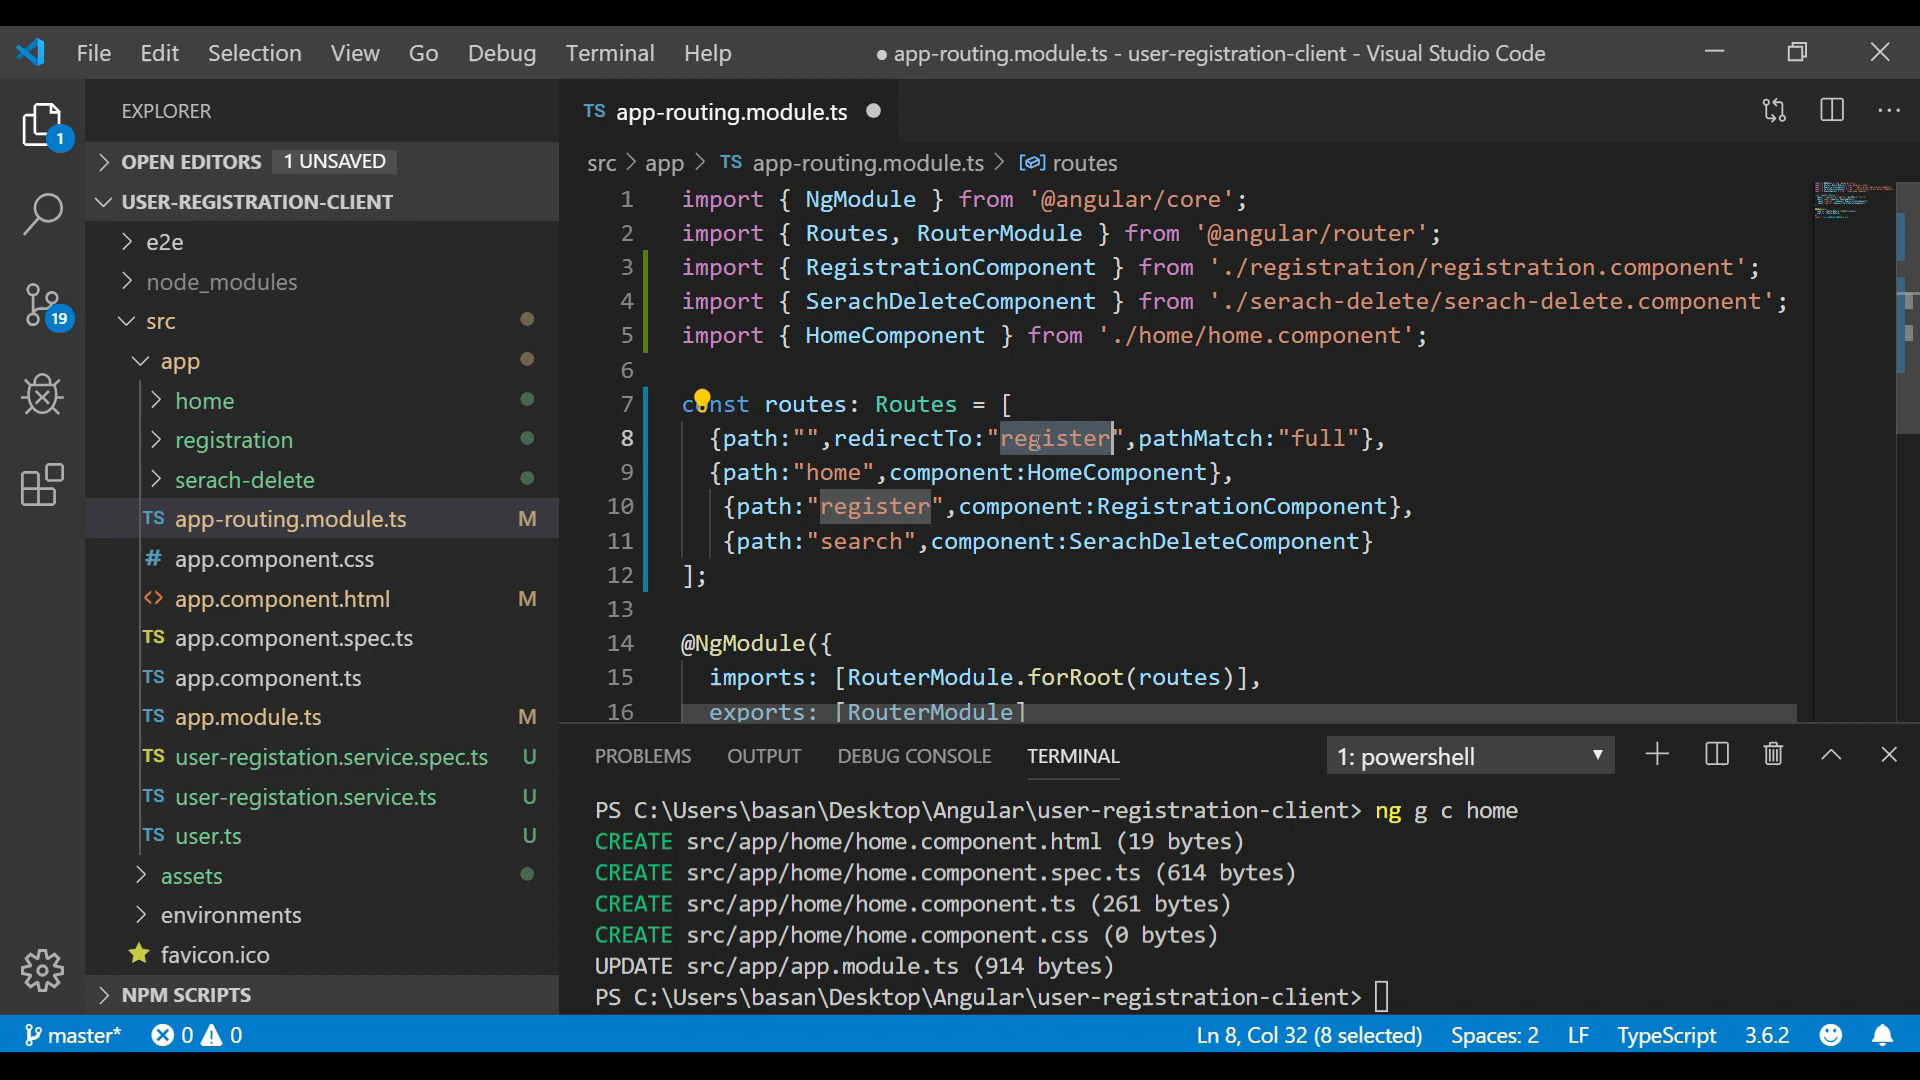 File Edit Selection View Go Debug Terminal Help
● app-routing.module.ts - user-registration-client - Visual Studio Code
EXPLORER
OPEN EDITORS 1 UNSAVED
USER-REGISTRATION-CLIENT
e2e
node_modules
src
app
home
registration
serach-delete
TS app-routing.module.ts M
# app.component.css
<> app.component.html M
TS app.component.spec.ts
TS app.component.ts
TS app.module.ts M
TS user-registation.service.spec.ts U
TS user-registation.service.ts U
TS user.ts U
assets
environments
favicon.ico
NPM SCRIPTS
1
19
TS app-routing.module.ts
src > app > TS app-routing.module.ts > routes
1 import { NgModule } from '@angular/core';
2 import { Routes, RouterModule } from '@angular/router';
3 import { RegistrationComponent } from './registration/registration.component';
4 import { SerachDeleteComponent } from './serach-delete/serach-delete.component';
5 import { HomeComponent } from './home/home.component';
6
7 const routes: Routes = [
8 {path:"",redirectTo:"register",pathMatch:"full"},
9 {path:"home",component:HomeComponent},
10 {path:"register",component:RegistrationComponent},
11 {path:"search",component:SerachDeleteComponent}
12 ];
13
14 @NgModule({
15 imports: [RouterModule.forRoot(routes)],
16 exports: [RouterModule]
PROBLEMS OUTPUT DEBUG CONSOLE TERMINAL 1: powershell
PS C:\Users\basan\Desktop\Angular\user-registration-client> ng g c home
CREATE src/app/home/home.component.html (19 bytes)
CREATE src/app/home/home.component.spec.ts (614 bytes)
CREATE src/app/home/home.component.ts (261 bytes)
CREATE src/app/home/home.component.css (0 bytes)
UPDATE src/app/app.module.ts (914 bytes)
PS C:\Users\basan\Desktop\Angular\user-registration-client>
master* 0 0 Ln 8, Col 32 (8 selected) Spaces: 2 LF TypeScript 3.6.2